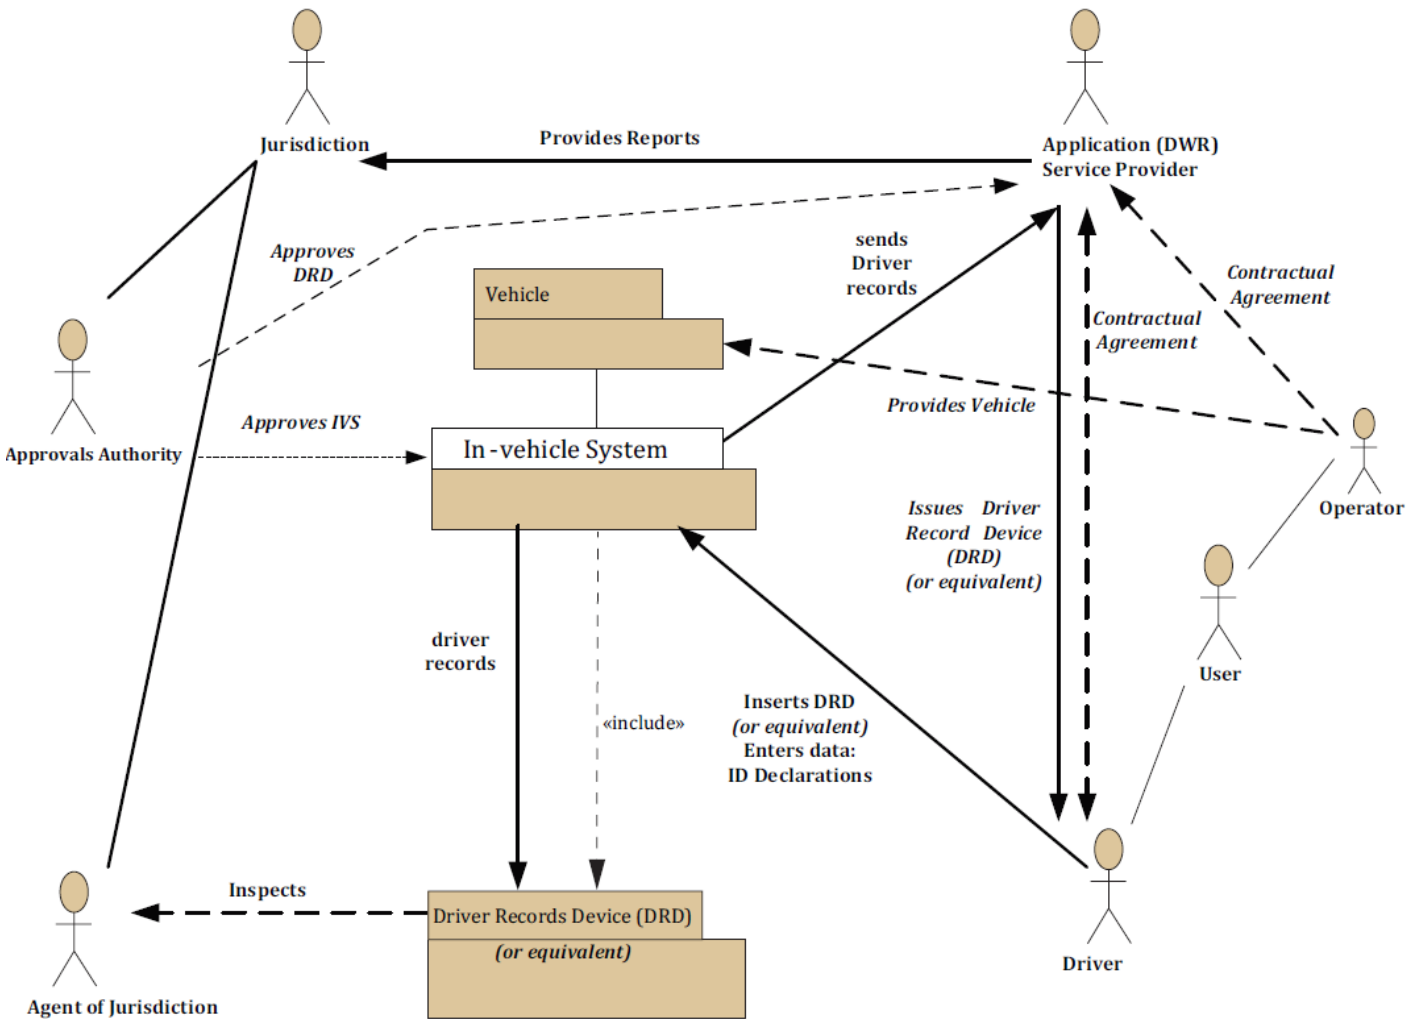 Jurisdiction
Provides Reports
Application (DWR)
Service Provider
Approves
DRD
sends
Driver
records
Contractual
Agreement
Vehicle
Contractual
Agreement
Provides Vehicle
Approves IVS
Approvals Authority
In-vehicle System
Operator
Issues Driver
Record Device
(DRD)
(or equivalent)
driver
records
User
«include»
Inserts DRD
(or equivalent)
Enters data:
ID Declarations
Inspects
Driver Records Device (DRD)
(or equivalent)
Driver
Agent of Jurisdiction